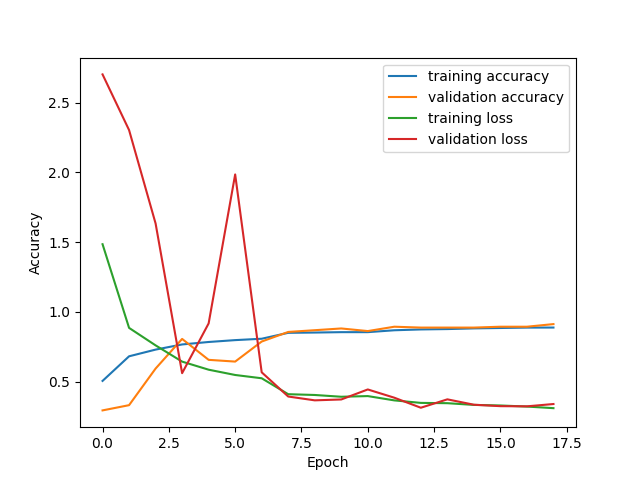 training accuracy
validation accuracy
training loss
validation loss
2.5
2.0
1.5
1.0
0.5
Accuracy
0.0 2.5 5.0 7.5 10.0 12.5 15.0 17.5
Epoch